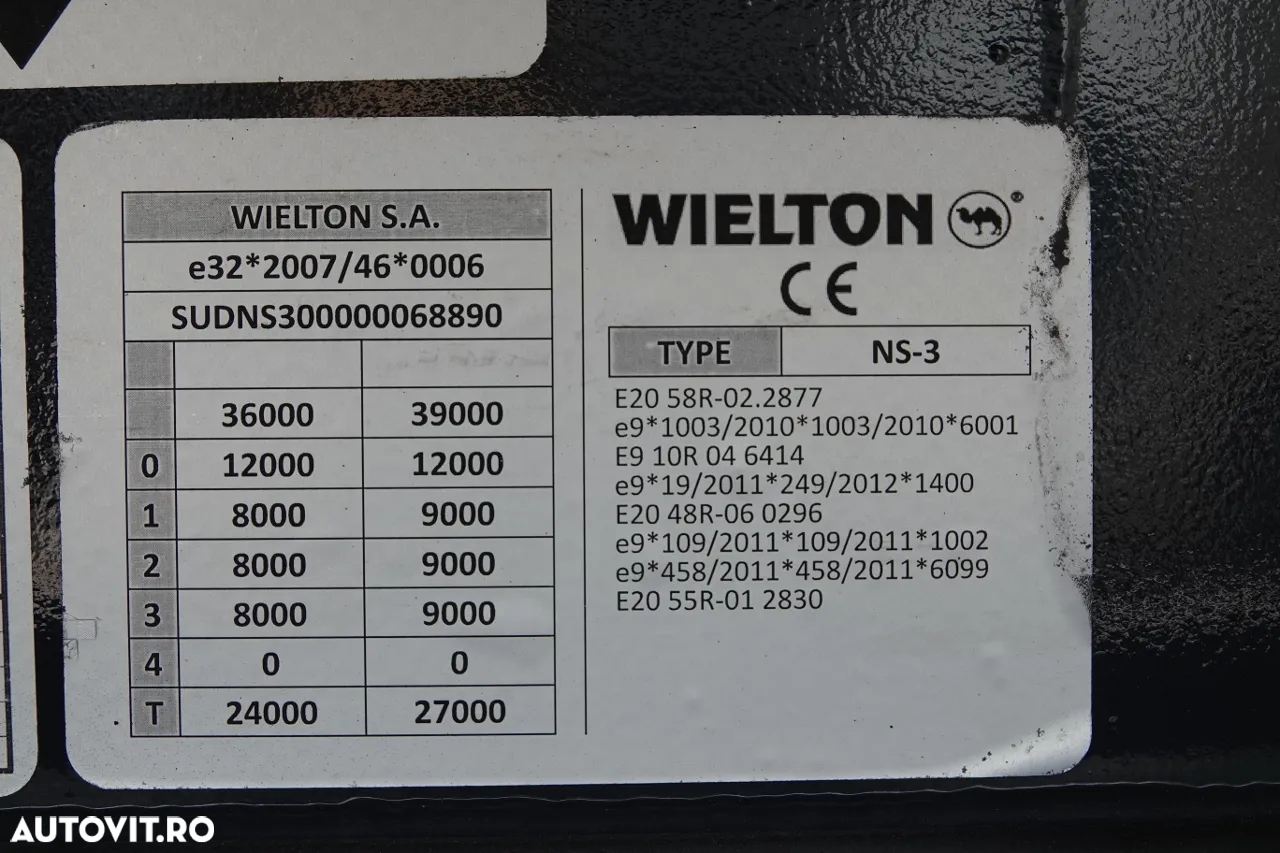 WIELTON S.A.
e32*2007/46*0006
SUDNS300000068890
36000 39000
0 12000 12000
1 8000 9000
2 8000 9000
3 8000 9000
4 0 0
T 24000 27000
WIELTON ®
CE
TYPE NS-3
E20 58R-02.2877
e9*1003/2010*1003/2010*6001
E9 10R 04 6414
e9*19/2011*249/2012*1400
E20 48R-06 0296
e9*109/2011*109/2011*1002
e9*458/2011*458/2011*6099
E20 55R-01 2830
AUTOVIT.RO